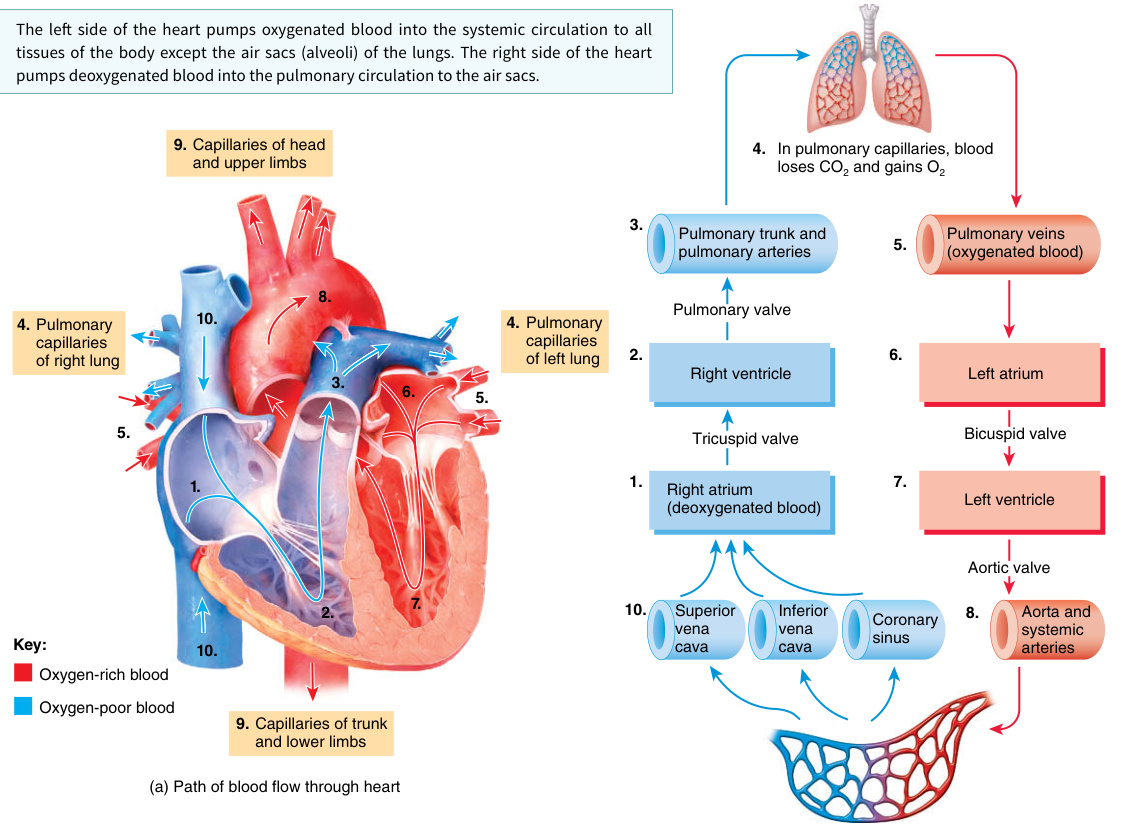 The left side of the heart pumps oxygenated blood into the systemic circulation to all
tissues of the body except the air sacs (alveoli) of the lungs. The right side of the heart
pumps deoxygenated blood into the pulmonary circulation to the air sacs.
9. Capillaries of head
and upper limbs
4. Pulmonary
capillaries
of right lung
10.
8.
4. Pulmonary
capillaries
of left lung
3.
6.
5.
5.
1.
2.
7.
10.
Key:
Oxygen-rich blood
Oxygen-poor blood
9. Capillaries of trunk
and lower limbs
(a) Path of blood flow through heart
4. In pulmonary capillaries, blood
loses CO₂ and gains O₂
3. Pulmonary trunk and
pulmonary arteries
5. Pulmonary veins
(oxygenated blood)
Pulmonary valve
2. Right ventricle
6. Left atrium
Tricuspid valve
Bicuspid valve
1. Right atrium
(deoxygenated blood)
7. Left ventricle
Aortic valve
10. Superior
vena
cava
Inferior
vena
cava
Coronary
sinus
8. Aorta and
systemic
arteries